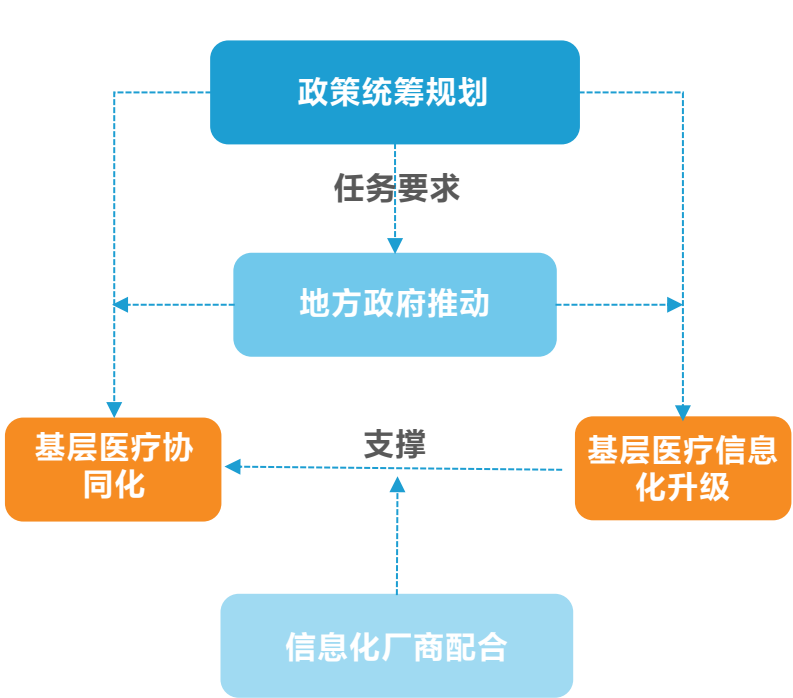 政策统筹规划
任务要求
地方政府推动
基层医疗协
同化
支撑
基层医疗信息
化升级
信息化厂商配合